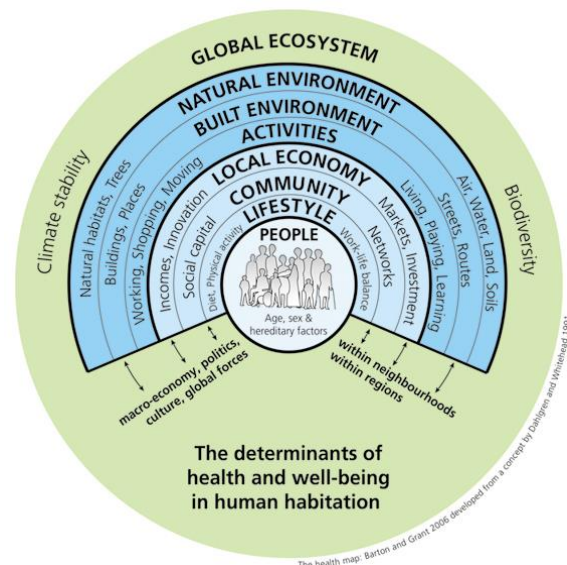 GLOBAL ECOSYSTEM
Climate stability
Biodiversity
NATURAL ENVIRONMENT
Natural habitats, Trees
Air, Water, Land, Soils
BUILT ENVIRONMENT
Buildings, Places
Streets, Routes
ACTIVITIES
Working, Shopping, Moving
Living, Playing, Learning
LOCAL ECONOMY
Incomes, Innovation
Markets, Investment
COMMUNITY
Social capital
Networks
LIFESTYLE
Diet, Physical activity
Work-life balance
PEOPLE
Age, sex &
hereditary factors
macro-economy, politics,
culture, global forces
within neighbourhoods
within regions
The determinants of
health and well-being
in human habitation
The health map: Barton and Grant 2006 developed from a concept by Dahlgren and Whitehead 1991